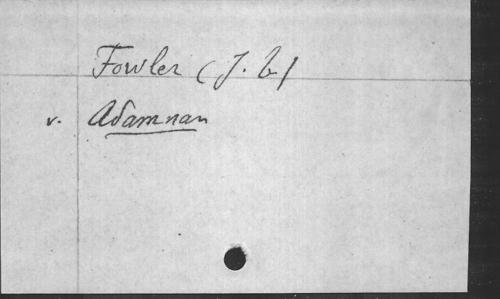 Fowler (J. t.)
v. Adamnan